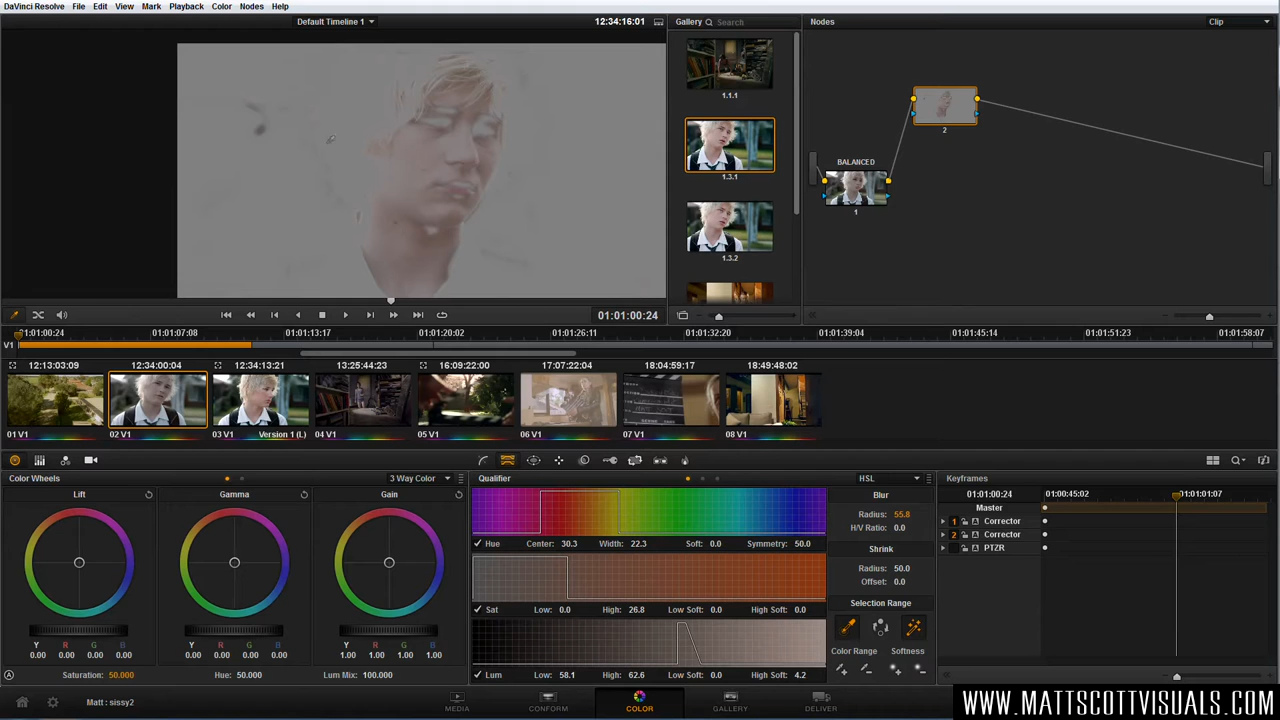 DaVinci Resolve File Edit View Mark Playback Color Nodes Help
Default Timeline 1 12:34:16:01 Gallery Search Nodes Clip
1.1.1
1.3.1
1.3.2
BALANCED
1
2
01:01:00:24
01:01:00:24 01:01:07:08 01:01:13:17 01:01:20:02 01:01:26:11 01:01:32:20 01:01:39:04 01:01:45:14 01:01:51:23 01:01:58:07
V1
12:13:03:09 12:34:00:04 12:34:13:21 13:25:44:23 16:09:22:00 17:07:22:04 18:04:59:17 18:49:48:02
01 V1 02 V1 03 V1 Version 1 (L) 04 V1 05 V1 06 V1 07 V1 08 V1
Color Wheels 3 Way Color
Lift Gamma Gain
Y R G B Y R G B Y R G B
0.00 0.00 0.00 0.00 0.00 0.00 0.00 0.00 1.00 1.00 1.00 1.00
Saturation: 50.000 Hue: 50.000 Lum Mix: 100.000
Qualifier HSL
Hue Center: 30.3 Width: 22.3 Soft: 0.0 Symmetry: 50.0
Sat Low: 0.0 High: 26.8 Low Soft: 0.0 High Soft: 0.0
Lum Low: 58.1 High: 62.6 Low Soft: 0.0 High Soft: 4.2
Blur
Radius: 55.8
H/V Ratio: 0.0
Shrink
Radius: 50.0
Offset: 0.0
Selection Range
Color Range Softness
Keyframes
01:01:00:24 01:00:45:02 01:01:01:07
Master
1 Corrector
2 Corrector
PTZR
Matt : sissy2
MEDIA CONFORM COLOR GALLERY DELIVER
WWW.MATTSCOTTVISUALS.COM